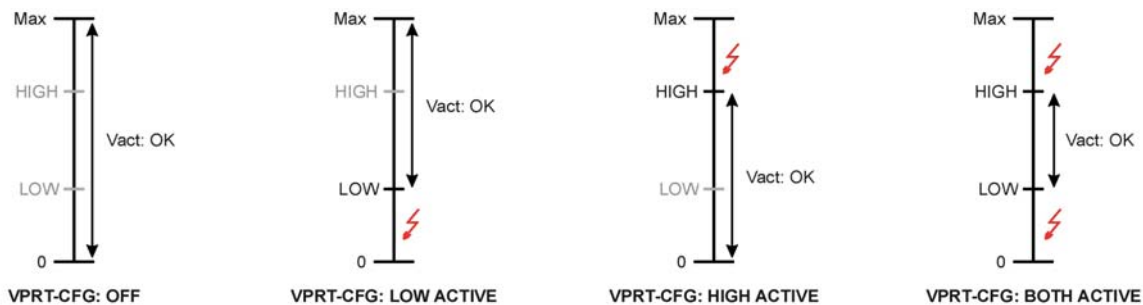 Max Max Max Max
HIGH HIGH HIGH HIGH
Vact: OK Vact: OK Vact: OK Vact: OK
LOW LOW LOW LOW
0 0 0 0
VPRT-CFG: OFF VPRT-CFG: LOW ACTIVE VPRT-CFG: HIGH ACTIVE VPRT-CFG: BOTH ACTIVE